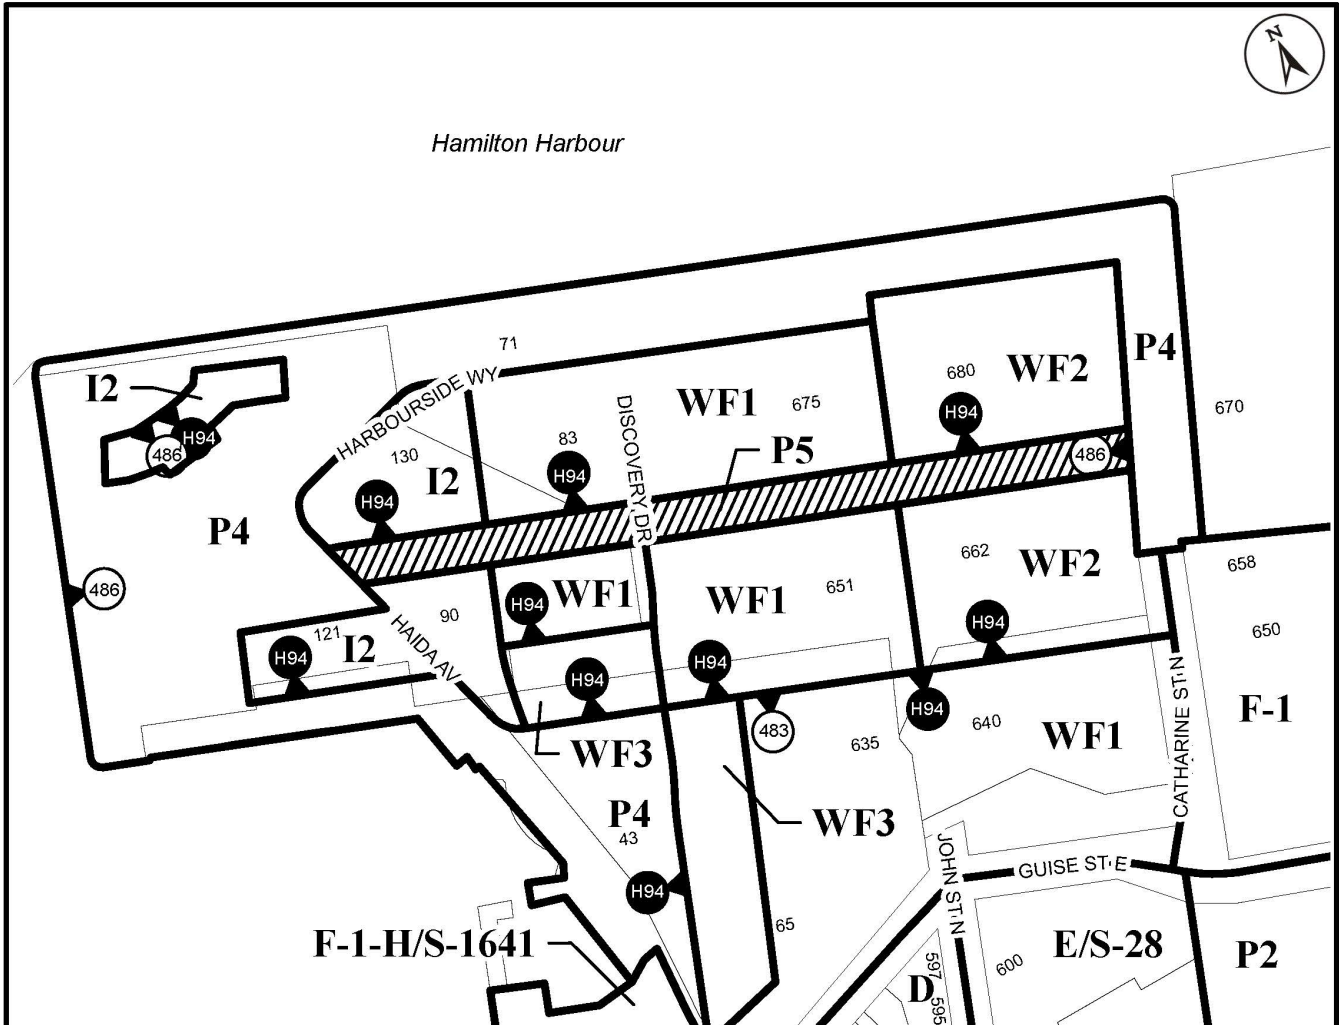 N
Hamilton Harbour
71
P4
I2
HARBOURSIDE WY
WF1
675
680
WF2
670
H94
DISCOVERY DR
H94
486
83
P5
130
I2
H94
H94
486
P4
662
WF2
658
486
H94
WF1
WF1
651
90
121
I2
H94
HAIDA AV
H94
H94
650
H94
CATHARINE ST N
H94
483
635
640
WF1
F-1
WF3
P4
43
WF3
JOHN ST N
GUISE ST E
H94
65
F-1-H/S-1641
E/S-28
P2
600
597
D
595